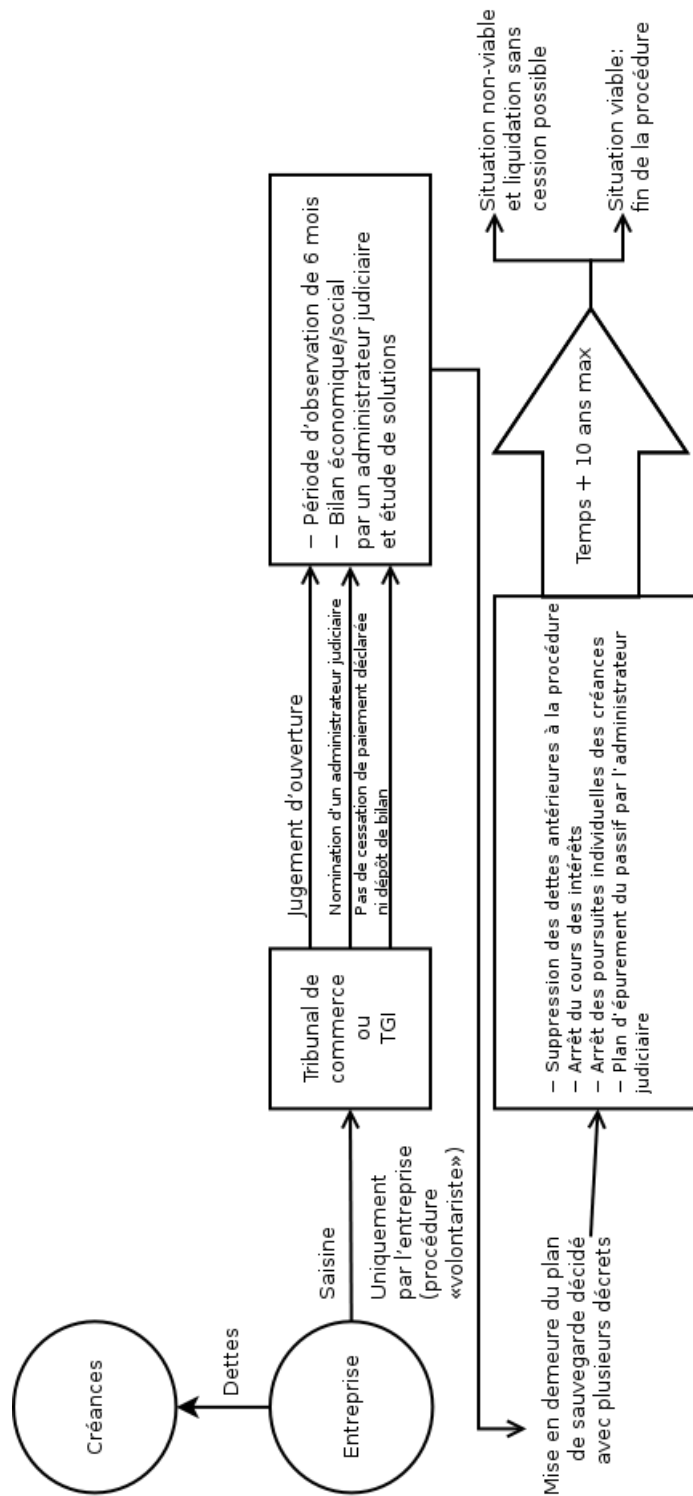 Créances
Dettes
Entreprise
Saisine
Uniquement
par l'entreprise
(procédure
«volontariste»)
Tribunal de
commerce
ou
TGI
Jugement d'ouverture
Nomination d'un administrateur judiciaire
Pas de cessation de paiement déclarée
ni dépôt de bilan
– Période d'observation de 6 mois
– Bilan économique/social
par un administrateur judiciaire
et étude de solutions
Mise en demeure du plan
de sauvegarde décidé
avec plusieurs décrets
– Suppression des dettes antérieures à la procédure
– Arrêt du cours des intérêts
– Arrêt des poursuites individuelles des créances
– Plan d'épurement du passif par l'administrateur
judiciaire
Temps + 10 ans max
Situation non-viable
et liquidation sans
cession possible
Situation viable:
fin de la procédure